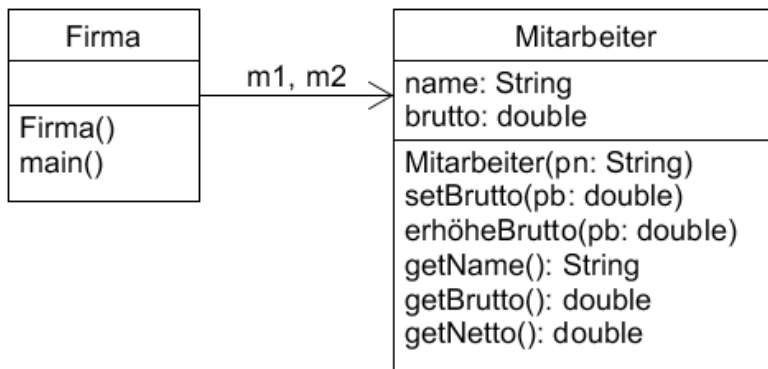 Firma
Firma()
main()
m1, m2
Mitarbeiter
name: String
brutto: double
Mitarbeiter(pn: String)
setBrutto(pb: double)
erhöheBrutto(pb: double)
getName(): String
getBrutto(): double
getNetto(): double